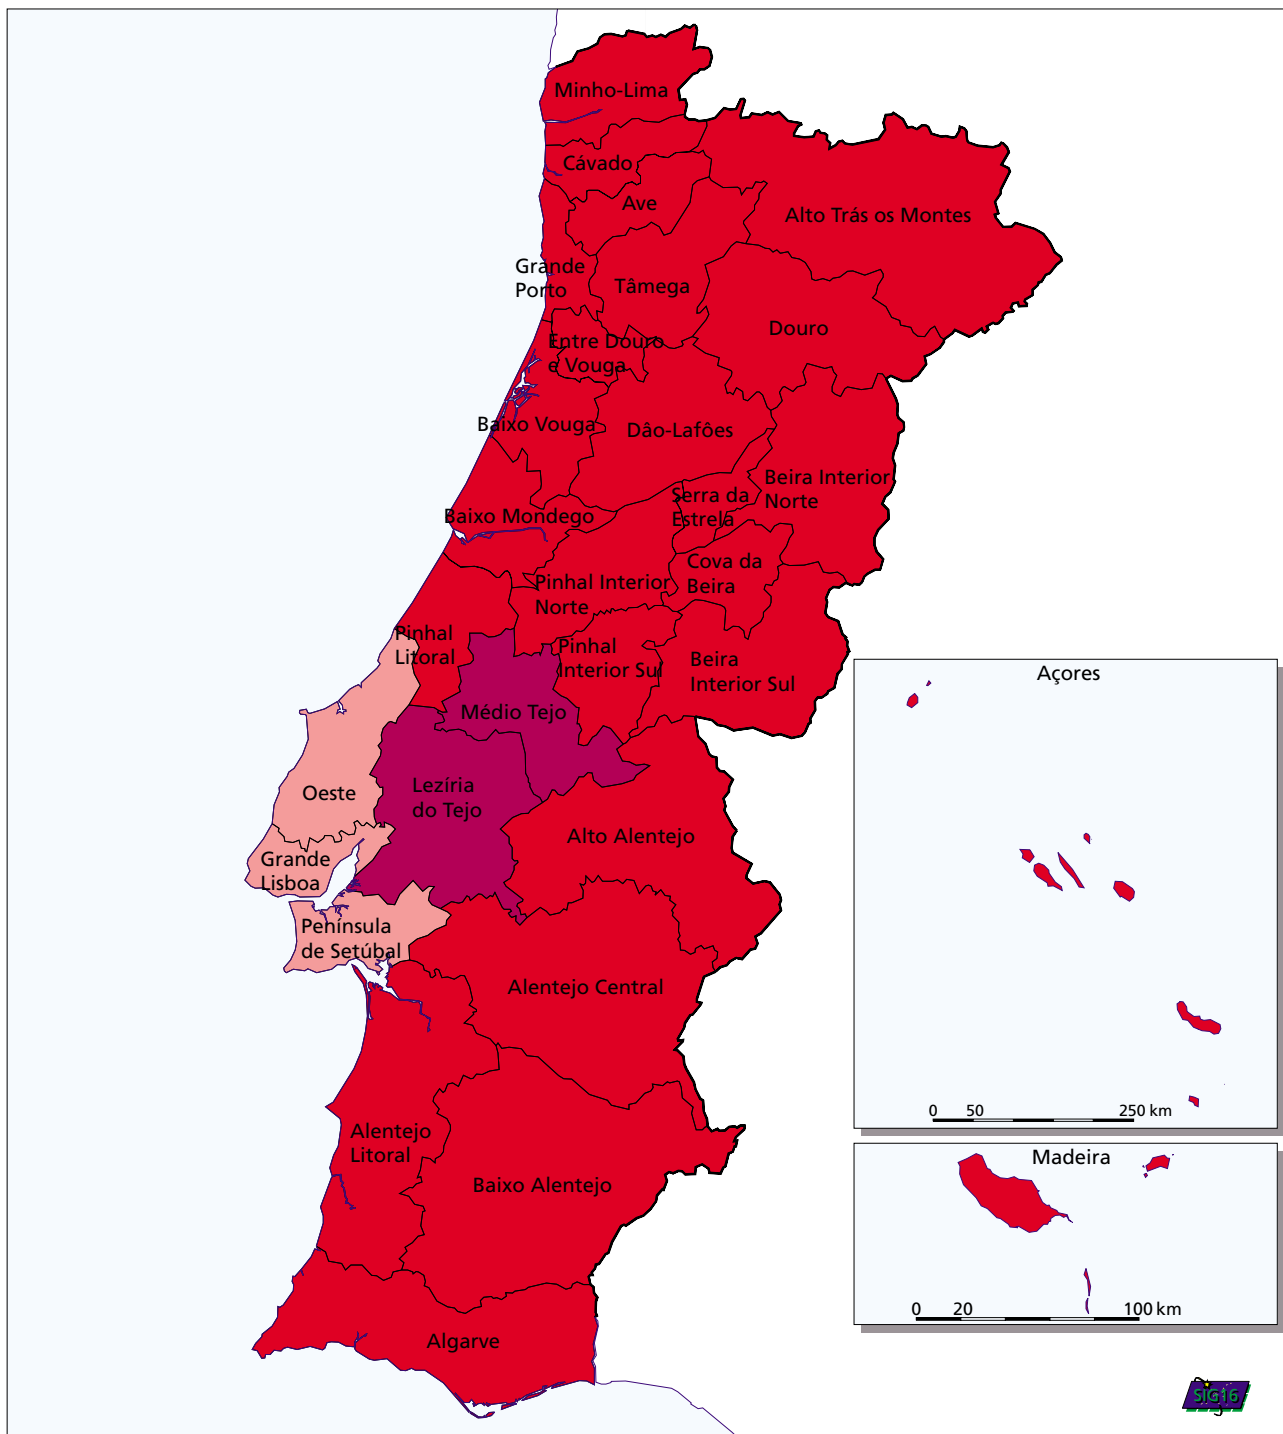 Minho-Lima
Cávado
Ave
Alto Trás os Montes
Grande
Porto
Tâmega
Douro
Entre Douro
e Vouga
Baixo Vouga
Dâo-Lafôes
Beira Interior
Norte
Serra da
Estrela
Baixo Mondego
Cova da
Beira
Pinhal Interior
Norte
Pinhal
Litoral
Pinhal
Interior Sul
Beira
Interior Sul
Médio Tejo
Oeste
Lezíria
do Tejo
Alto Alentejo
Grande
Lisboa
Península
de Setúbal
Alentejo Central
Alentejo
Litoral
Baixo Alentejo
Algarve
Açores
0 50 250 km
Madeira
0 20 100 km
SIG16